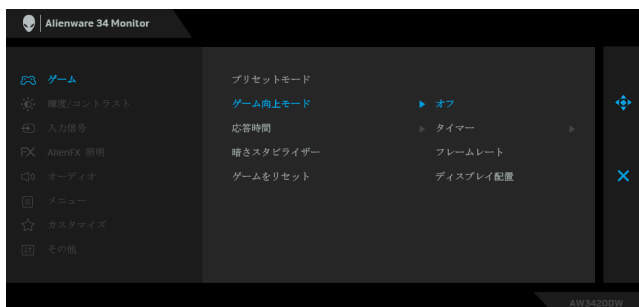 Alienware 34 Monitor
ゲーム
輝度/コントラスト
入力信号
FX AlienFX 照明
オーディオ
メニュー
カスタマイズ
その他
プリセットモード
ゲーム向上モード
応答時間
暗さスタビライザー
ゲームをリセット
オフ
タイマー
フレームレート
ディスプレイ配置
AW3420DW